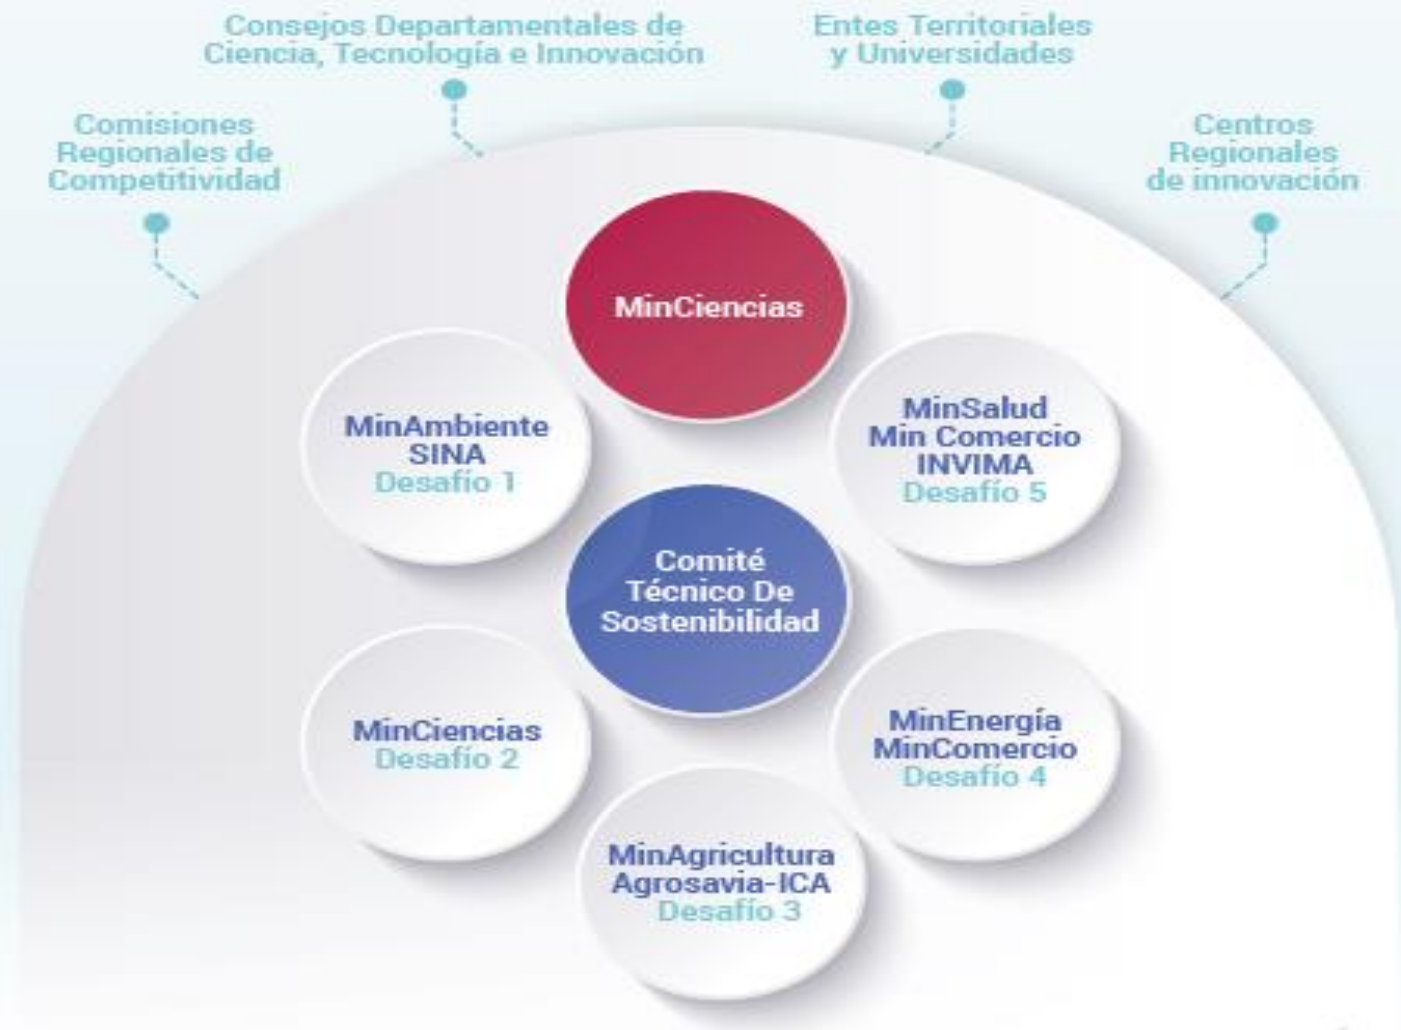 Consejos Departamentales de
Ciencia, Tecnología e Innovación
Entes Territoriales
y Universidades
Comisiones
Regionales de
Competitividad
Centros
Regionales
de innovación
MinCiencias
MinAmbiente
SINA
Desafío 1
MinSalud
Min Comercio
INVIMA
Desafío 5
Comité
Técnico De
Sostenibilidad
MinCiencias
Desafío 2
MinEnergía
MinComercio
Desafío 4
MinAgricultura
Agrosavia-ICA
Desafío 3